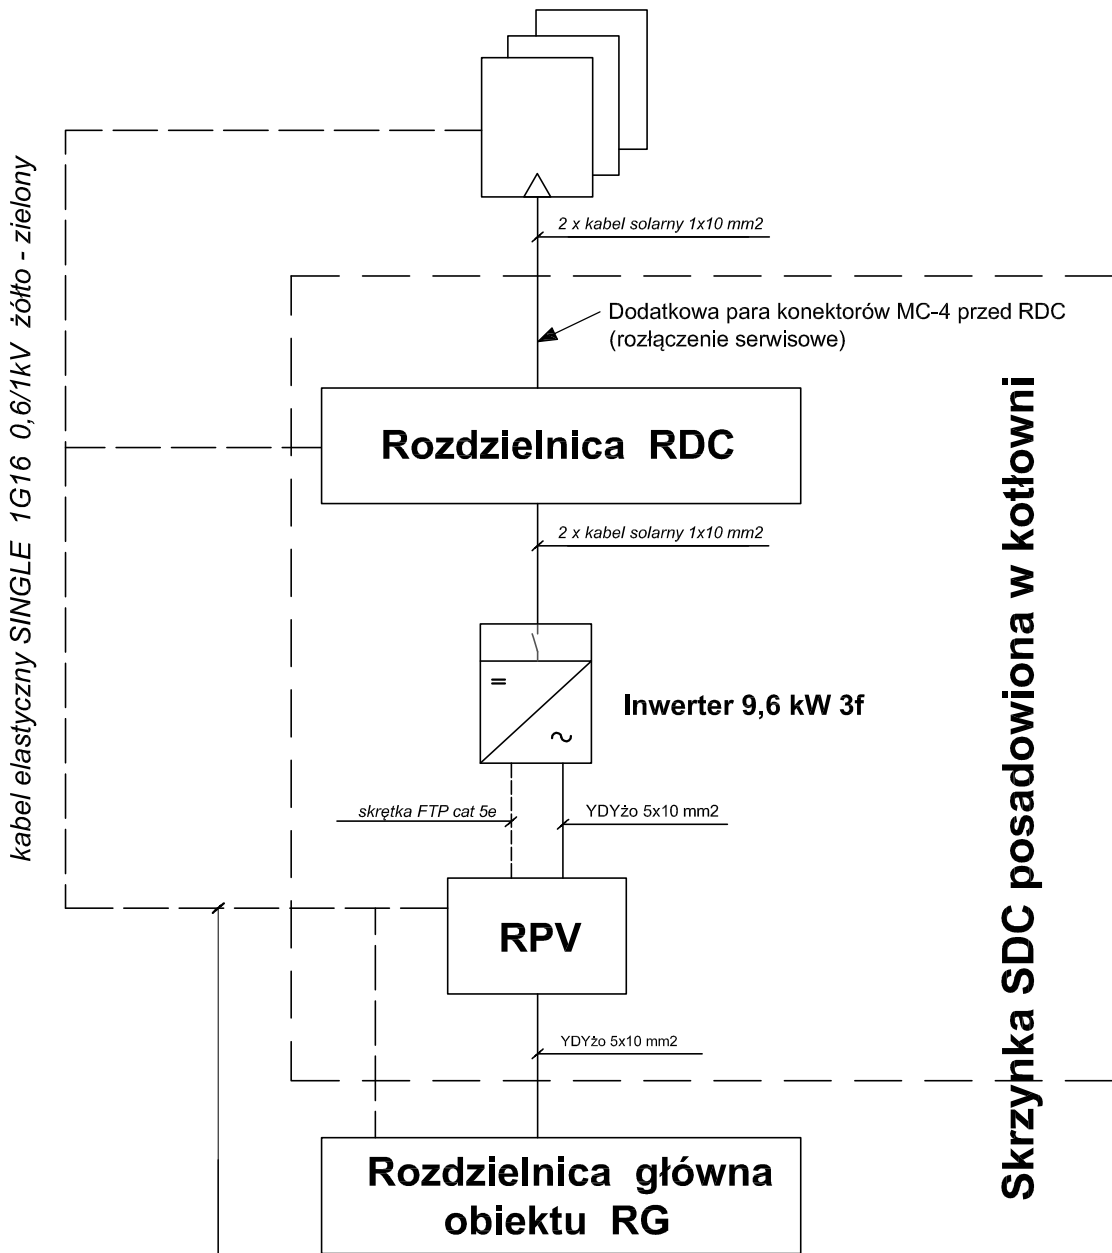 kabel elastyczny SINGLE 1G16 0,6/1kV żółto - zielony
2 x kabel solarny 1x10 mm2
Dodatkowa para konektorów MC-4 przed RDC
(rozłączenie serwisowe)
Rozdzielnica RDC
2 x kabel solarny 1x10 mm2
Inwerter 9,6 kW 3f
skrętka FTP cat 5e
YDYżo 5x10 mm2
RPV
YDYżo 5x10 mm2
Skrzynka SDC posadowiona w kotłowni
Rozdzielnica główna
obiektu RG